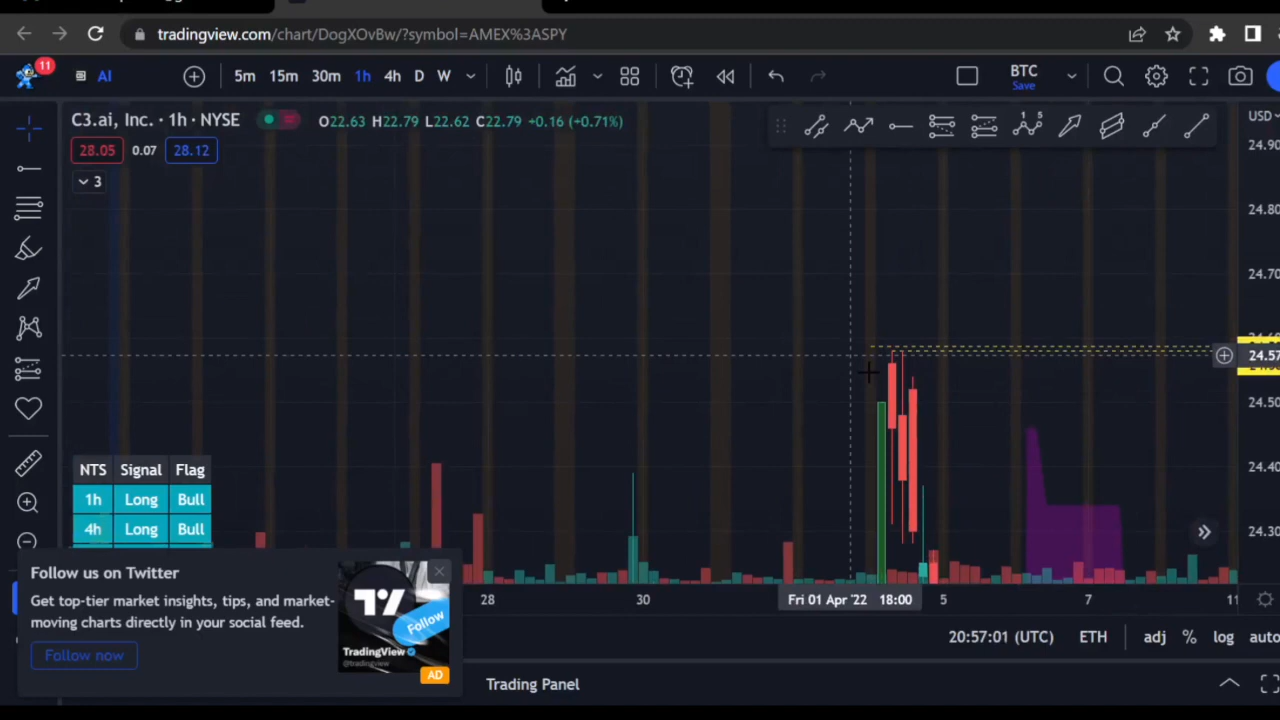 tradingview.com/chart/DogXOvBw/?symbol=AMEX%3ASPY
11
AI
5m 15m 30m 1h 4h D W
BTC
Save
C3.ai, Inc. · 1h · NYSE
O22.63 H22.79 L22.62 C22.79 +0.16 (+0.71%)
USD
28.05 0.07 28.12
3
24.90
24.80
24.70
24.57
24.50
24.40
24.30
NTS Signal Flag
1h Long Bull
4h Long Bull
Follow us on Twitter
Get top-tier market insights, tips, and market-
moving charts directly in your social feed.
Follow now
Follow
TradingView
@tradingview
AD
28 30 Fri 01 Apr '22 18:00 5 7 11
20:57:01 (UTC) ETH adj % log auto
Trading Panel